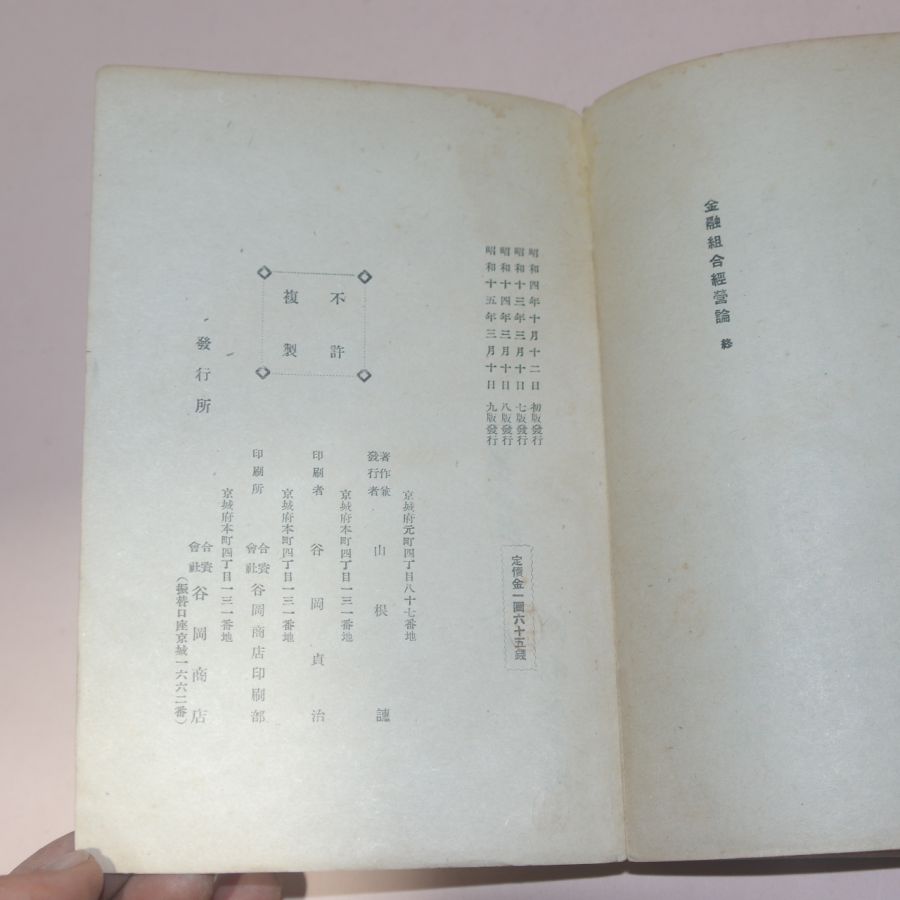 金融組合經營論 終
昭和四年十月十二日 初版發行
昭和十三年三月十日 七版發行
昭和十四年三月十日 八版發行
昭和十五年三月十日 九版發行
定價金一圓六十五錢
不許
複製
京城府元町四丁目八十七番地
著作兼
發行者 山根譓
京城府本町四丁目一三一番地
印刷者 谷岡貞治
京城府本町四丁目一三一番地
印刷所 合資會社 谷岡商店印刷部
京城府本町四丁目一三一番地
發行所 合資會社 谷岡商店
(振替口座京城一六六二番)